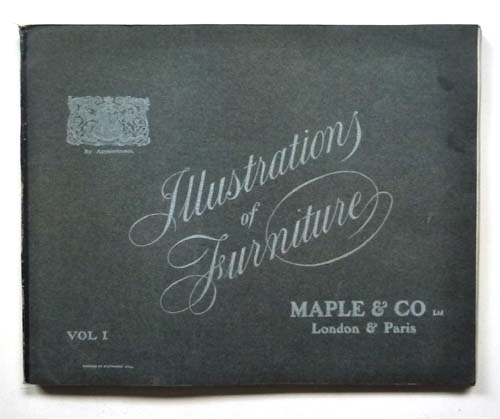 By Appointment.
Illustrations
of
Furniture
MAPLE & CO Ltd
London & Paris
VOL I